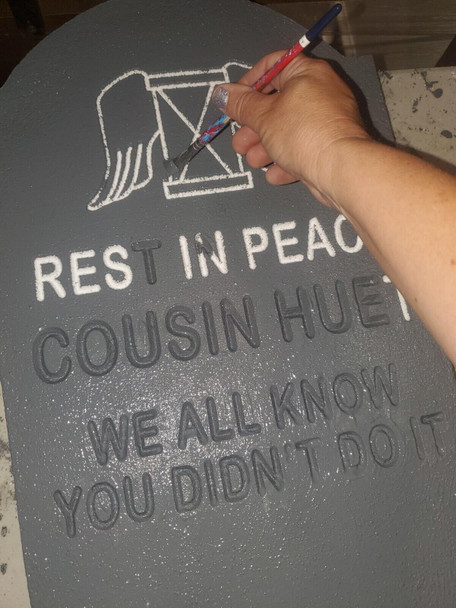 REST IN PEAC
COUSIN HUET
WE ALL KNOW
YOU DIDN'T DO IT